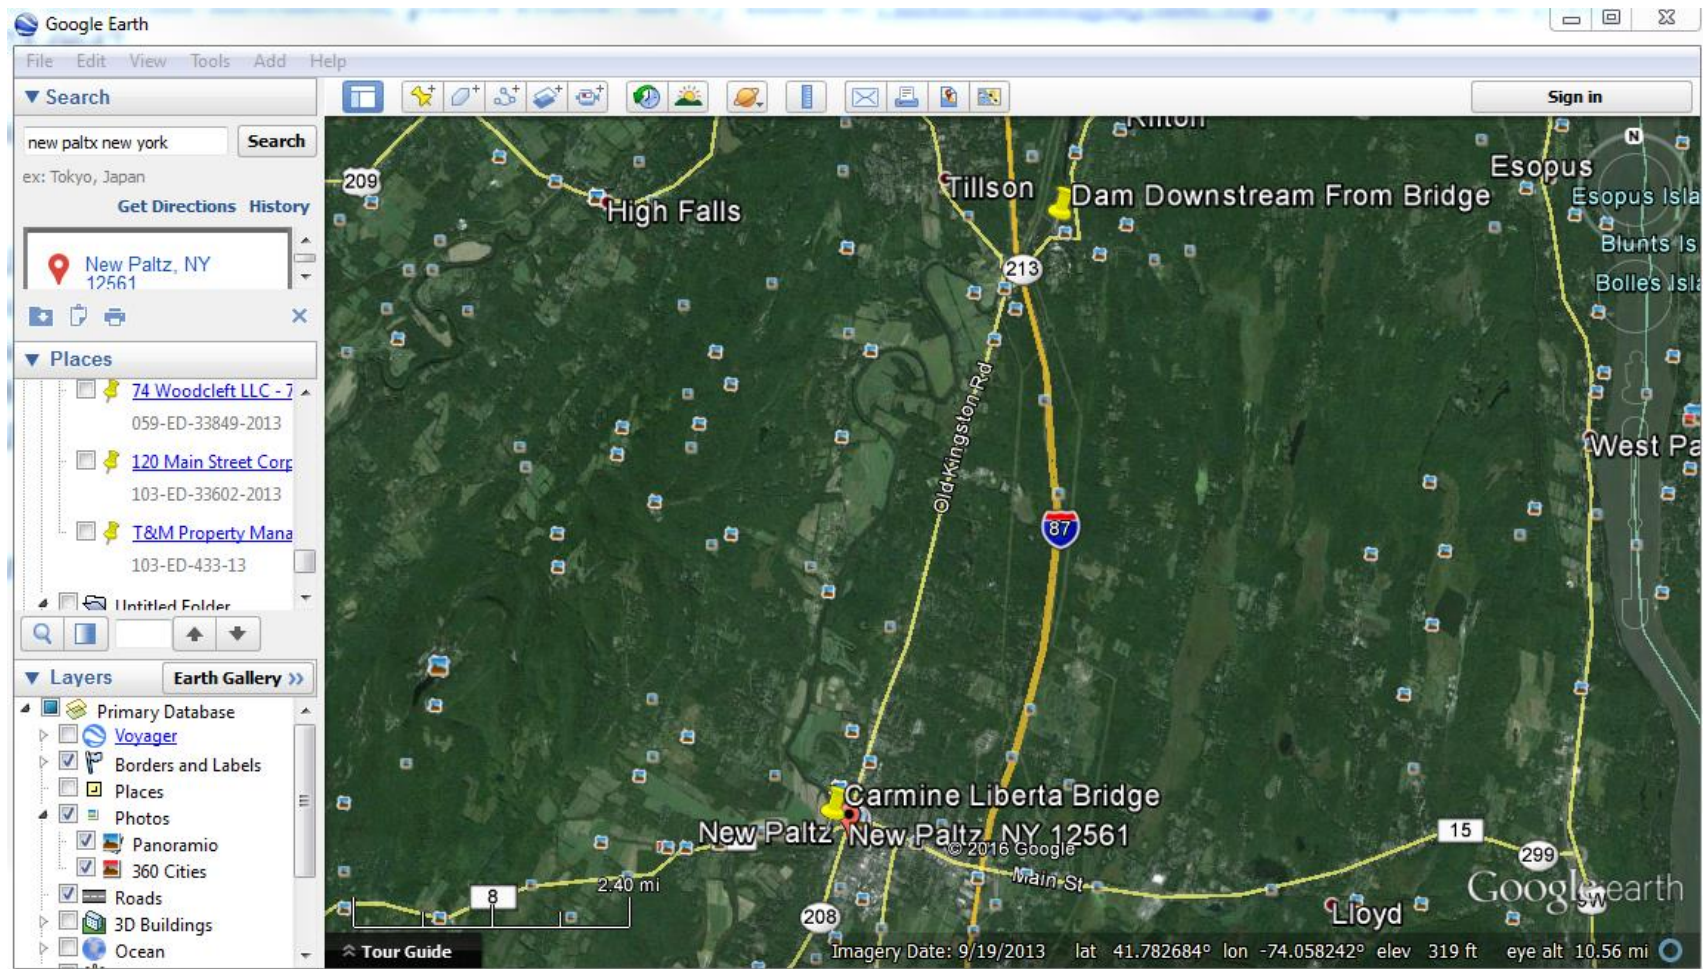 Google Earth
File Edit View Tools Add Help
Search
new paltx new york
Search
ex: Tokyo, Japan
Get Directions History
New Paltz, NY
12561
Places
74 Woodcleft LLC - 7
059-ED-33849-2013
120 Main Street Corp
103-ED-33602-2013
T&M Property Mana
103-ED-433-13
Untitled Folder
Layers
Earth Gallery >>
Primary Database
Voyager
Borders and Labels
Places
Photos
Panoramio
360 Cities
Roads
3D Buildings
Ocean
Sign in
N
Rifton
Esopus
209
Tillson
Dam Downstream From Bridge
Esopus Isla
High Falls
Blunts Is
213
Bolles Isla
Old Kingston Rd
West Pa
87
Carmine Liberta Bridge
New Paltz
New Paltz, NY 12561
© 2016 Google
15
299
Main St
2.40 mi
8
Google earth
9W
208
Lloyd
Tour Guide
Imagery Date: 9/19/2013 lat 41.782684° lon -74.058242° elev 319 ft eye alt 10.56 mi